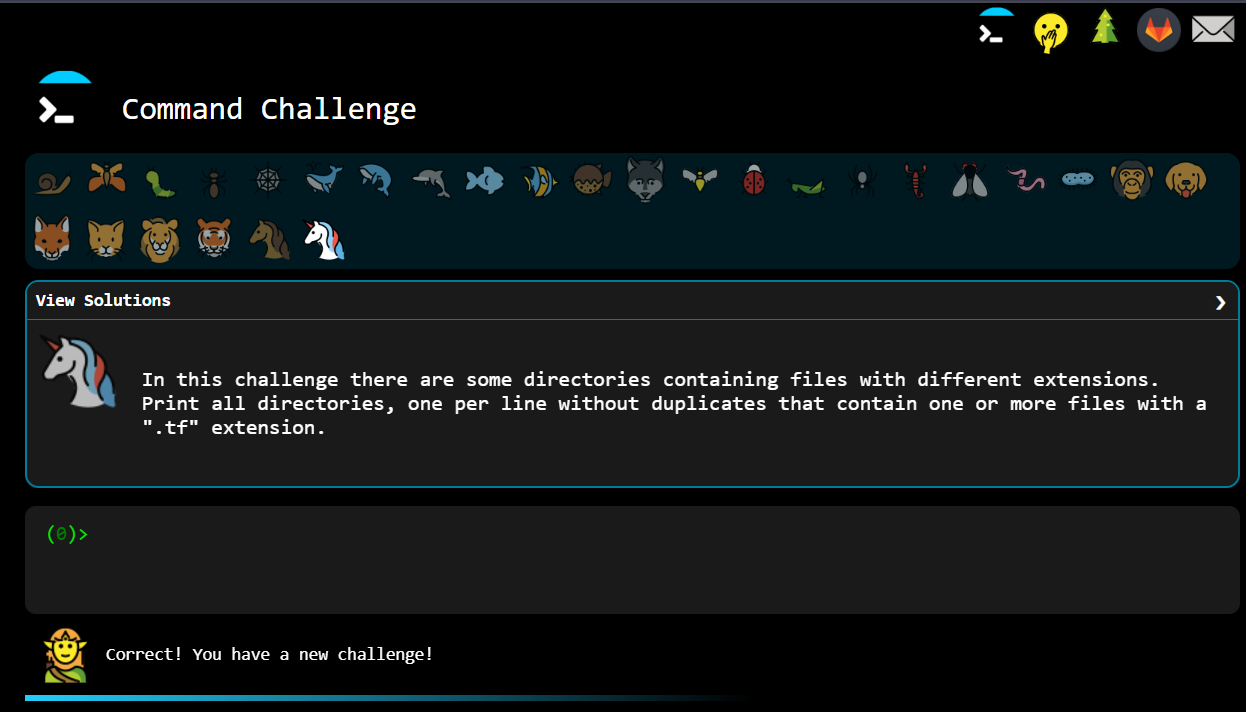 Command Challenge
View Solutions
In this challenge there are some directories containing files with different extensions.
Print all directories, one per line without duplicates that contain one or more files with a
".tf" extension.
(0)>
Correct! You have a new challenge!